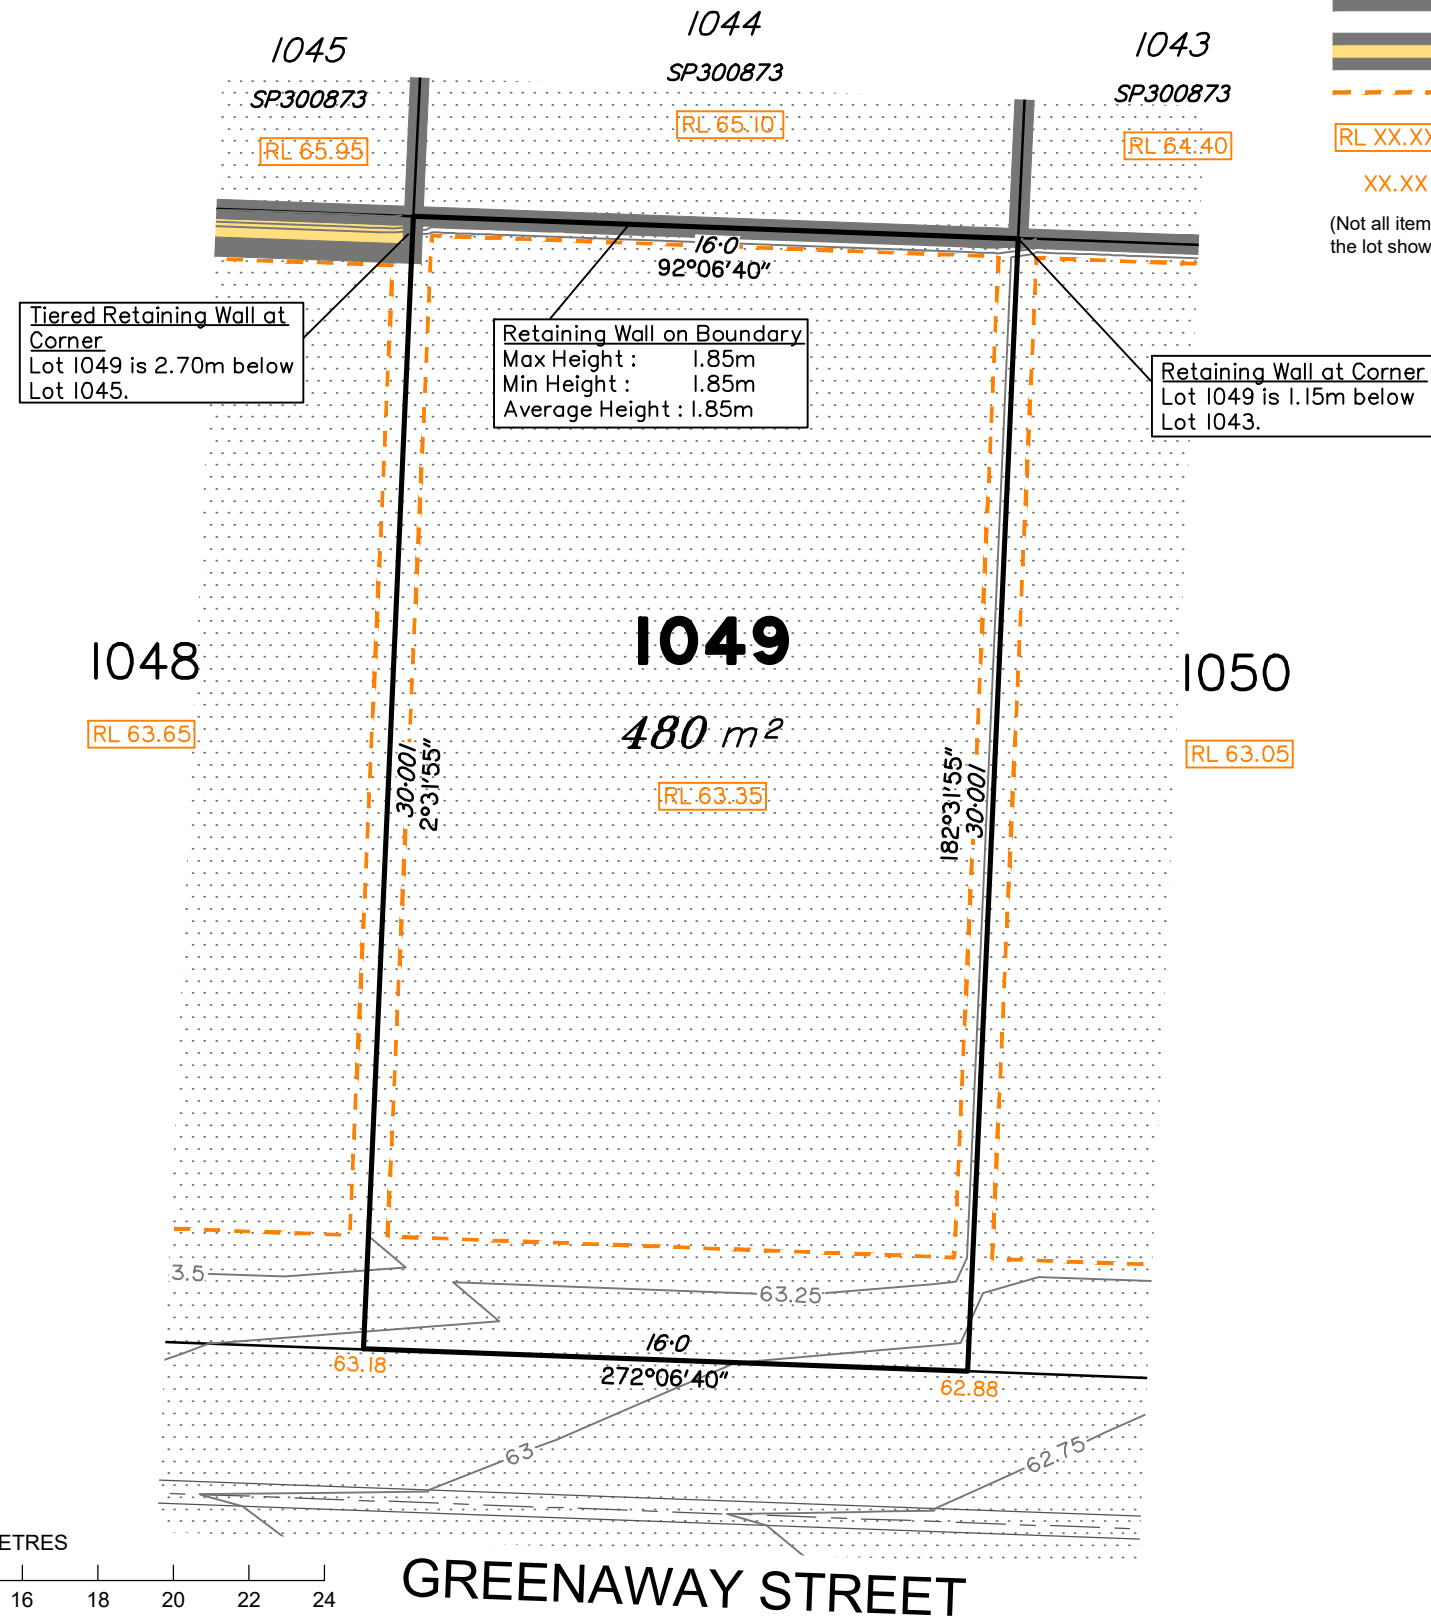 1045
SP300873
RL 65.95
1044
SP300873
RL 65.10
1043
SP300873
RL 64.40
RL XX.XX
XX.XX
(Not all item
the lot show
16·0
92°06'40"
Tiered Retaining Wall at
Corner
Lot 1049 is 2.70m below
Lot 1045.
Retaining Wall on Boundary
Max Height : 1.85m
Min Height : 1.85m
Average Height : 1.85m
Retaining Wall at Corner
Lot 1049 is 1.15m below
Lot 1043.
1048
RL 63.65
1049
480 m²
RL 63.35
1050
RL 63.05
30·001
2°31'55"
182°31'55"
30·001
3.5
63.25
16·0
272°06'40"
63.18
62.88
63
62.75
ETRES
16 18 20 22 24
GREENAWAY STREET